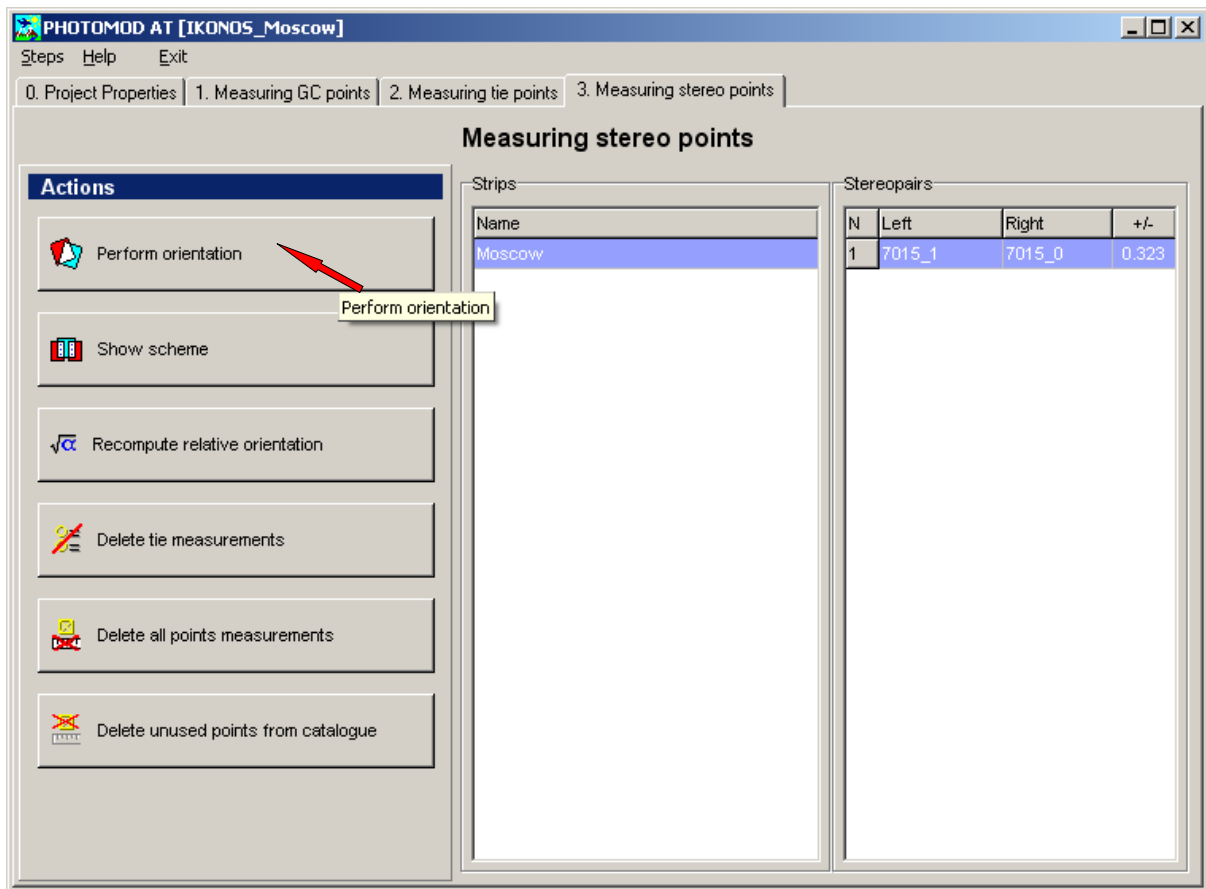 PHOTOMOD AT [IKONOS_Moscow]
Steps Help Exit
0. Project Properties 1. Measuring GC points 2. Measuring tie points 3. Measuring stereo points
Measuring stereo points
Actions
Perform orientation
Perform orientation
Show scheme
√α Recompute relative orientation
Delete tie measurements
Delete all points measurements
Delete unused points from catalogue
Strips
Name
Moscow
Stereopairs
N Left Right +/-
1 7015_1 7015_0 0.323